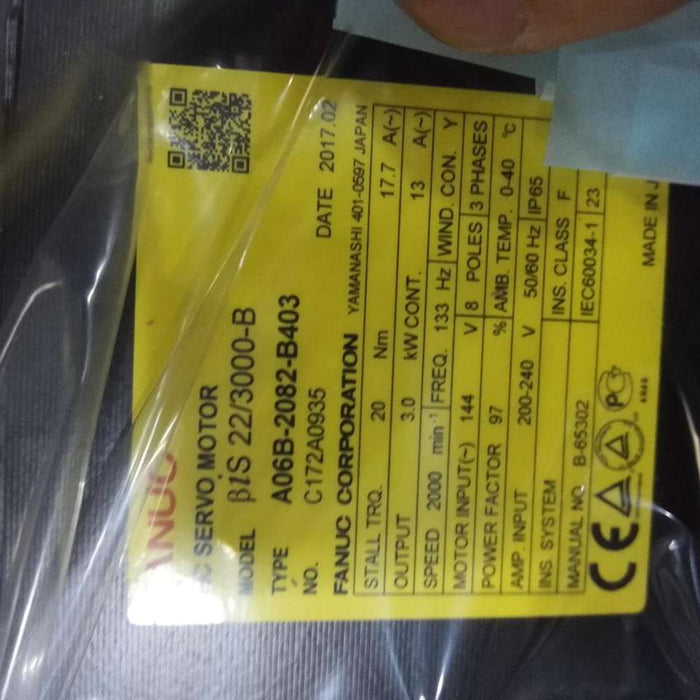 FANUC
AC SERVO MOTOR
MODEL βiS 22/3000-B
TYPE A06B-2082-B403
NO. C172A0935 DATE 2017.02
FANUC CORPORATION YAMANASHI 401-0597 JAPAN
STALL TRQ. 20 Nm 17.7 A(~)
OUTPUT 3.0 kW CONT. 13 A(~)
SPEED 2000 min-1 FREQ. 133 Hz WIND. CON. Y
MOTOR INPUT(~) 144 V 8 POLES 3 PHASES
POWER FACTOR 97 % AMB. TEMP. 0-40 °C
AMP. INPUT 200-240 V 50/60 Hz IP65
INS. SYSTEM INS. CLASS F
MANUAL NO. B-65302 IEC60034-1 23
CE MADE IN J